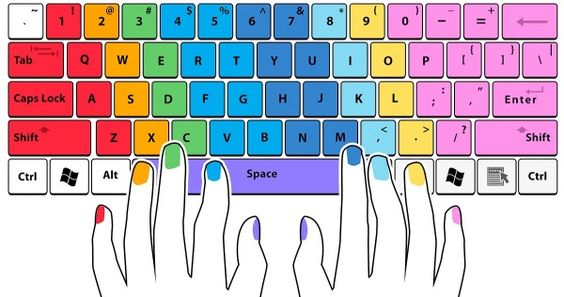 ~ ` ! 1 @ 2 # 3 $ 4 % 5 ^ 6 & 7 * 8 ( 9 ) 0 _ - + =
Tab Q W E R T Y U I O P { [ } ] | \
Caps Lock A S D F G H J K L : ; " , Enter
Shift Z X C V B N M < , > . ? / Shift
Ctrl Alt Space Ctrl